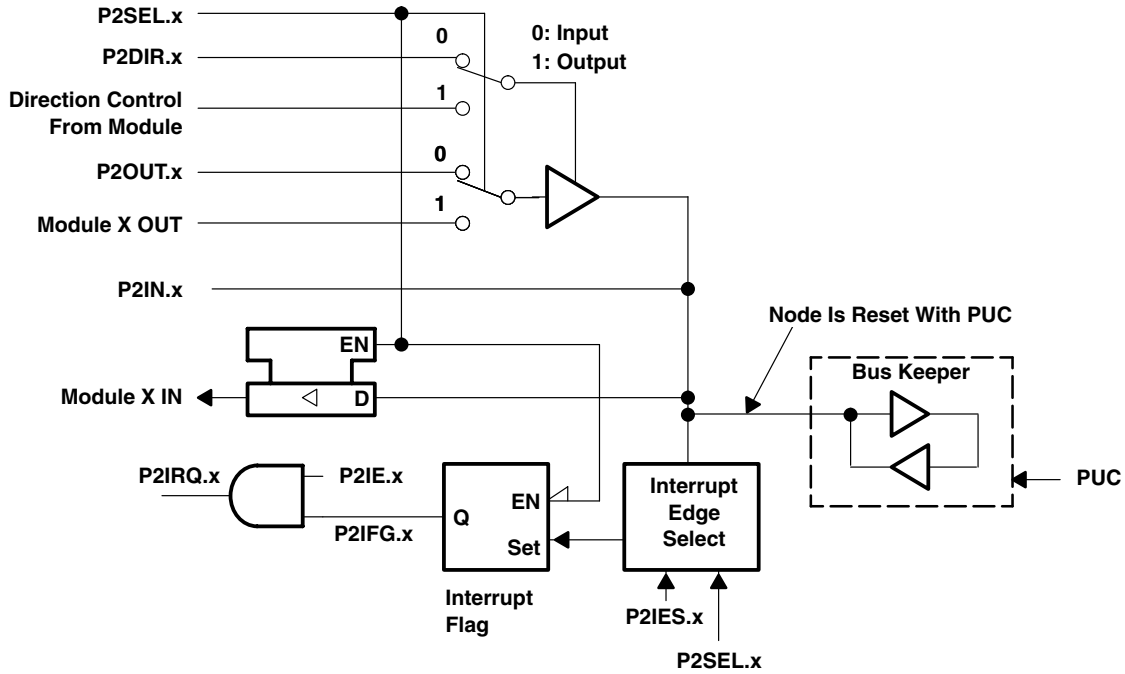 P2SEL.x
0
0: Input
1: Output
P2DIR.x
1
Direction Control
From Module
0
P2OUT.x
1
Module X OUT
P2IN.x
Node Is Reset With PUC
EN
Bus Keeper
Module X IN
D
P2IRQ.x
P2IE.x
Interrupt
Edge
Select
PUC
EN
Q
P2IFG.x
Set
Interrupt
Flag
P2IES.x
P2SEL.x